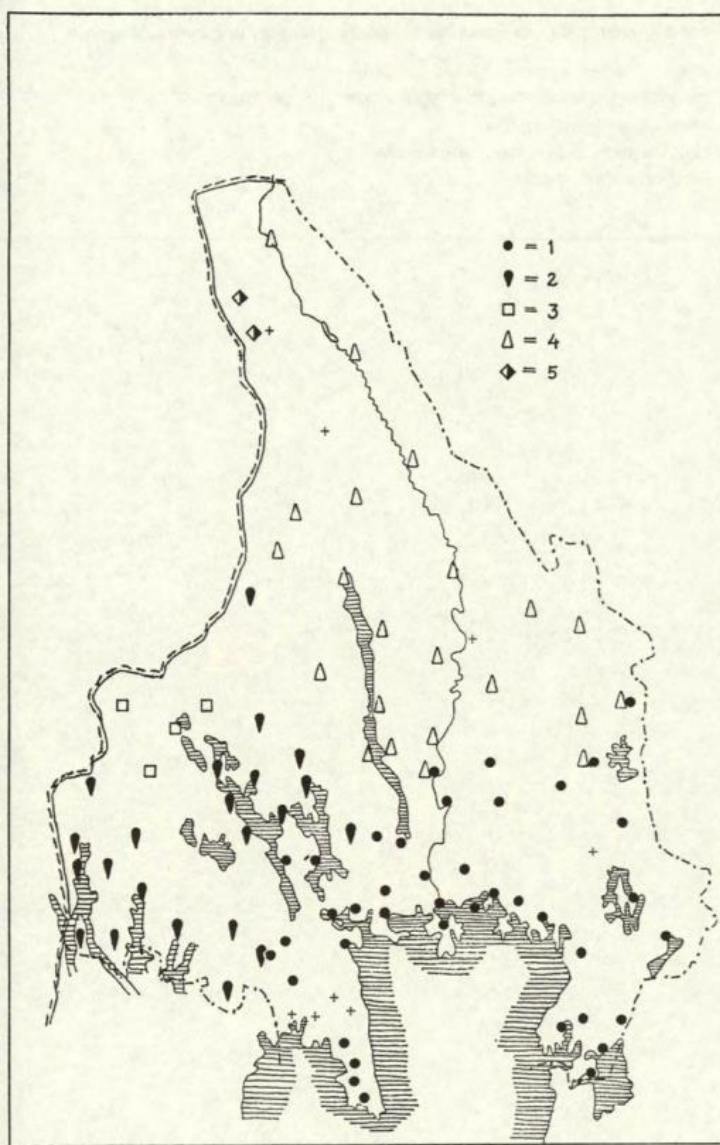 ● = 1
= 2
□ = 3
△ = 4
◆ = 5